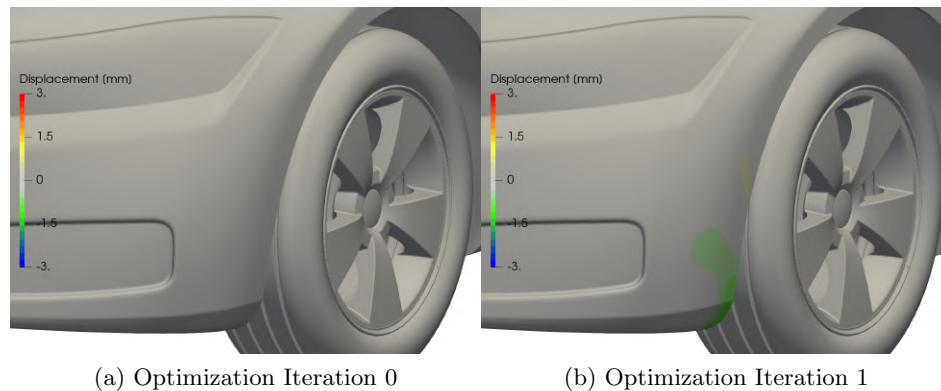 Displacement [mm]
3.
1.5
0
-1.5
-3.
Displacement [mm]
3.
1.5
0
-1.5
-3.
(a) Optimization Iteration 0
(b) Optimization Iteration 1